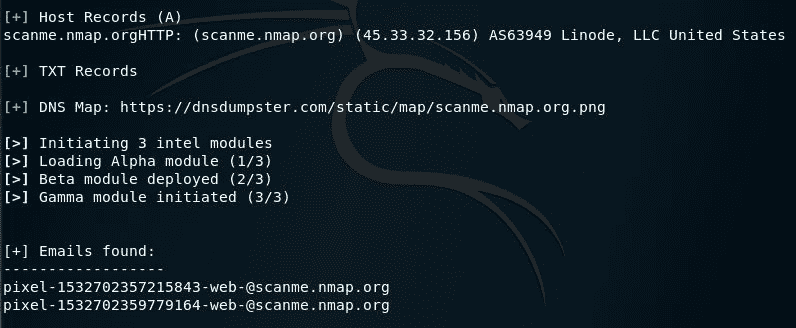 [+] Host Records (A)
scanme.nmap.orgHTTP: (scanme.nmap.org) (45.33.32.156) AS63949 Linode, LLC United States
[+] TXT Records
[+] DNS Map: https://dnsdumpster.com/static/map/scanme.nmap.org.png
[>] Initiating 3 intel modules
[>] Loading Alpha module (1/3)
[>] Beta module deployed (2/3)
[>] Gamma module initiated (3/3)
[+] Emails found:
------------------
pixel-1532702357215843-web-@scanme.nmap.org
pixel-1532702359779164-web-@scanme.nmap.org